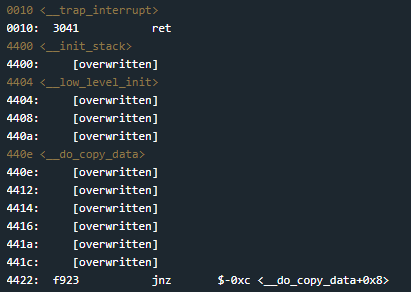 0010 <__trap_interrupt>
0010: 3041 ret
4400 <__init_stack>
4400: [overwritten]
4404 <__low_level_init>
4404: [overwritten]
4408: [overwritten]
440a: [overwritten]
440e <__do_copy_data>
440e: [overwritten]
4412: [overwritten]
4414: [overwritten]
4416: [overwritten]
441a: [overwritten]
441c: [overwritten]
4422: f923 jnz $-0xc <__do_copy_data+0x8>